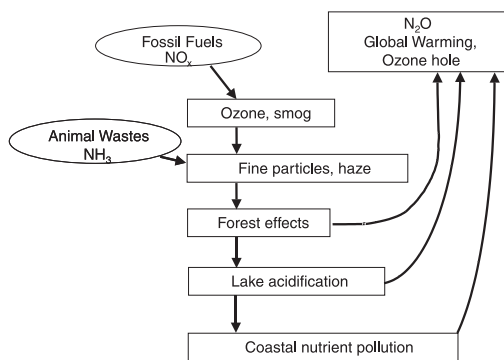 Fossil Fuels
NOₓ
N₂O
Global Warming,
Ozone hole
Ozone, smog
Animal Wastes
NH₃
Fine particles, haze
Forest effects
Lake acidification
Coastal nutrient pollution